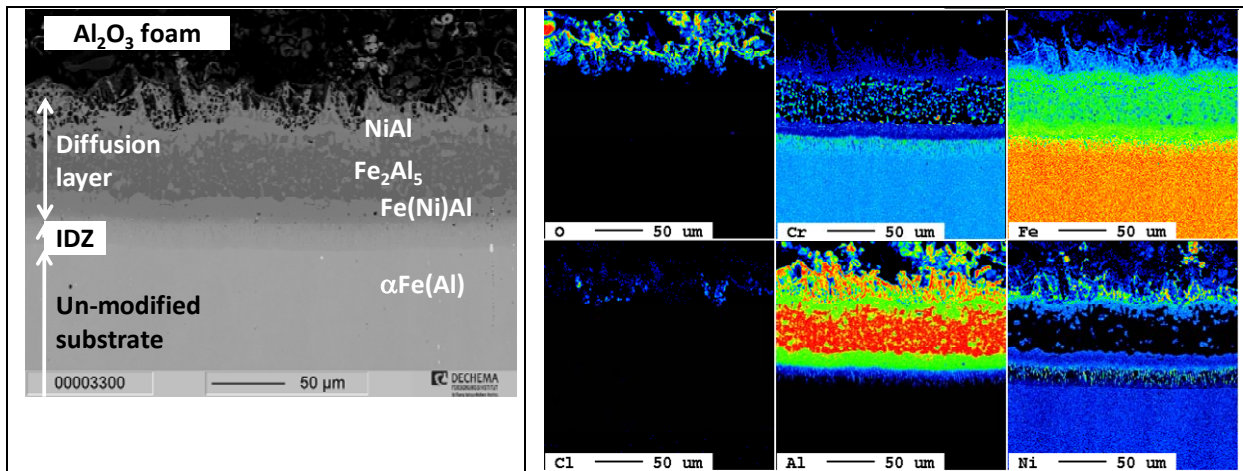 Al₂O₃ foam
NiAl
Diffusion
layer
Fe₂Al₅
Fe(Ni)Al
IDZ
αFe(Al)
Un-modified
substrate
00003300
50 µm
DECHEMA
O
50 um
Cr
50 um
Fe
50 um
Cl
50 um
Al
50 um
Ni
50 um